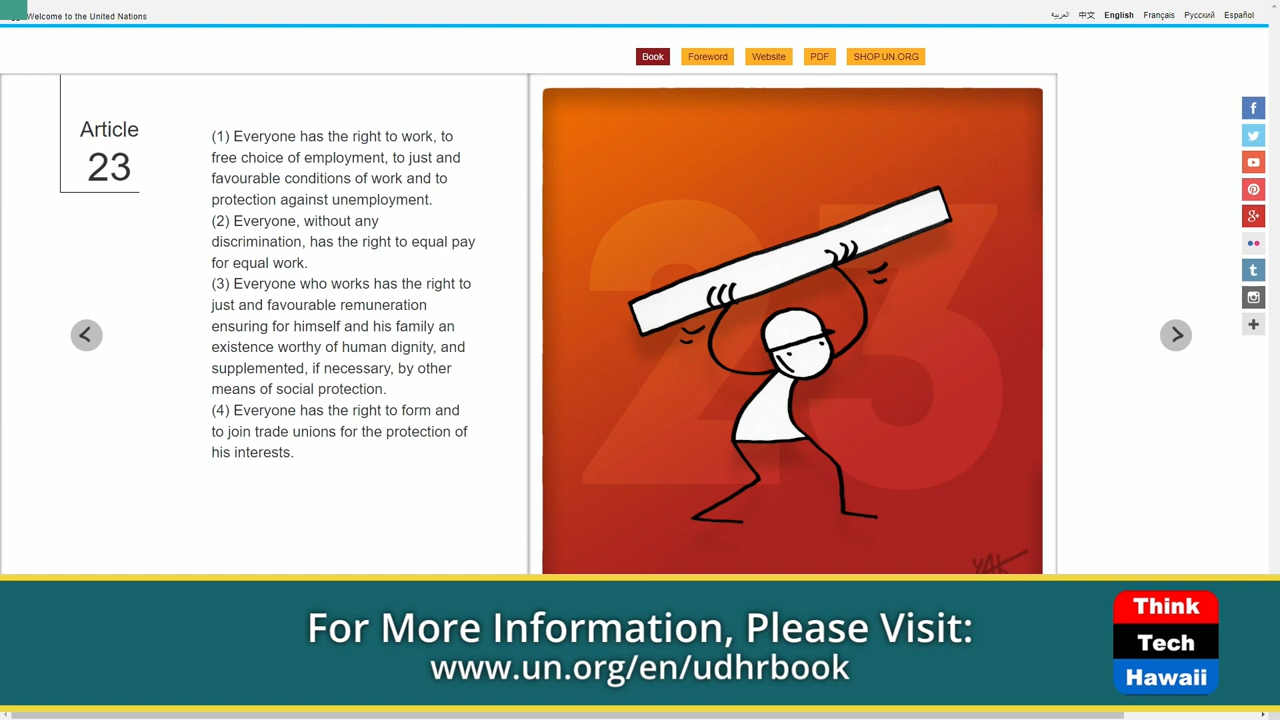 Welcome to the United Nations
العربية 中文 English Français Русский Español
Book Foreword Website PDF SHOP.UN.ORG
Article
23
(1) Everyone has the right to work, to
free choice of employment, to just and
favourable conditions of work and to
protection against unemployment.
(2) Everyone, without any
discrimination, has the right to equal pay
for equal work.
(3) Everyone who works has the right to
just and favourable remuneration
ensuring for himself and his family an
existence worthy of human dignity, and
supplemented, if necessary, by other
means of social protection.
(4) Everyone has the right to form and
to join trade unions for the protection of
his interests.
23
YAK
For More Information, Please Visit:
www.un.org/en/udhrbook
Think
Tech
Hawaii